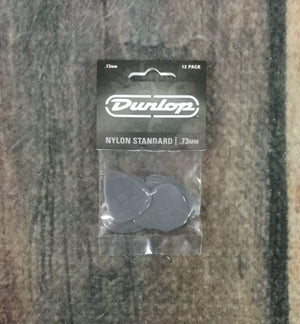 .73mm 12 PACK
Dunlop
NYLON STANDARD | .73MM